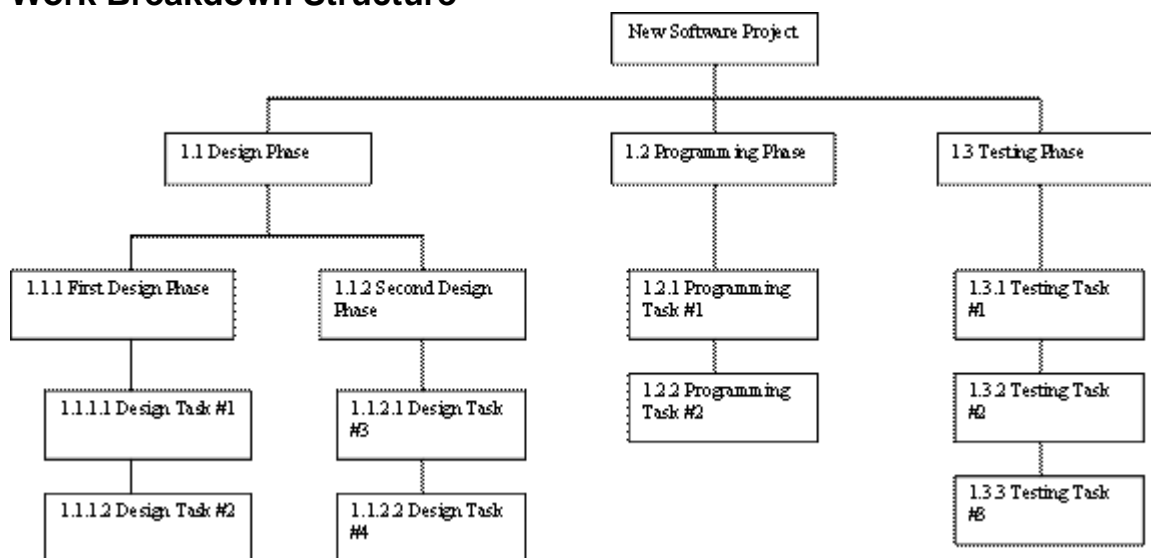 Work Breakdown Structure
New Software Project
1.1 Design Phase
1.2 Programming Phase
1.3 Testing Phase
1.1.1 First Design Phase
1.1.2 Second Design
Phase
1.2.1 Programming
Task #1
1.3.1 Testing Task
#1
1.1.1.1 Design Task #1
1.1.2.1 Design Task
#3
1.2.2 Programming
Task #2
1.3.2 Testing Task
#2
1.1.1.2 Design Task #2
1.1.2.2 Design Task
#4
1.3.3 Testing Task
#3